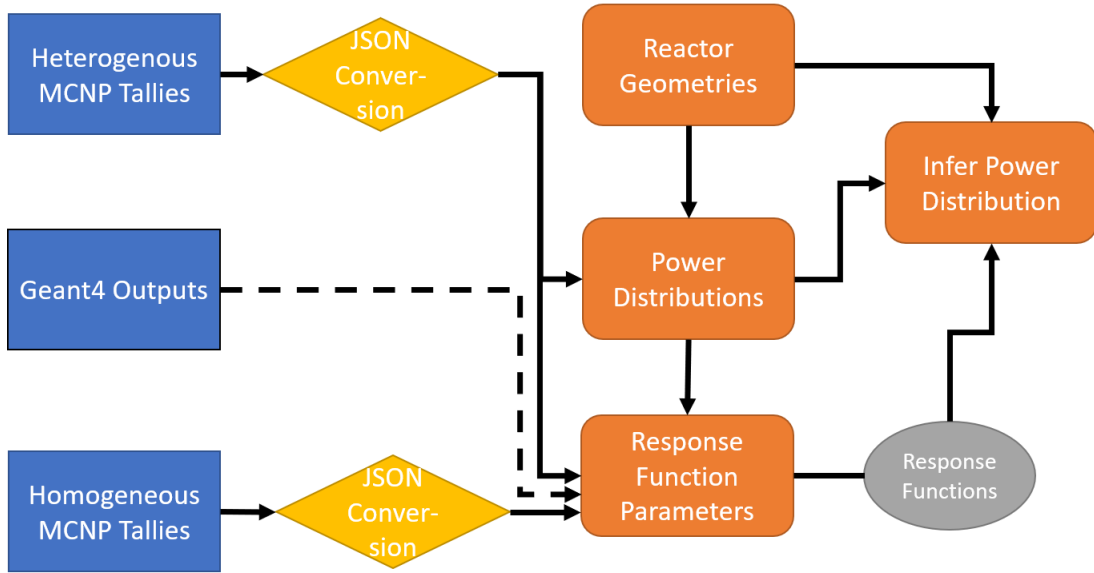 Heterogenous
MCNP Tallies
JSON
Conver-
sion
Reactor
Geometries
Infer Power
Distribution
Geant4 Outputs
Power
Distributions
Homogeneous
MCNP Tallies
JSON
Conver-
sion
Response
Function
Parameters
Response
Functions